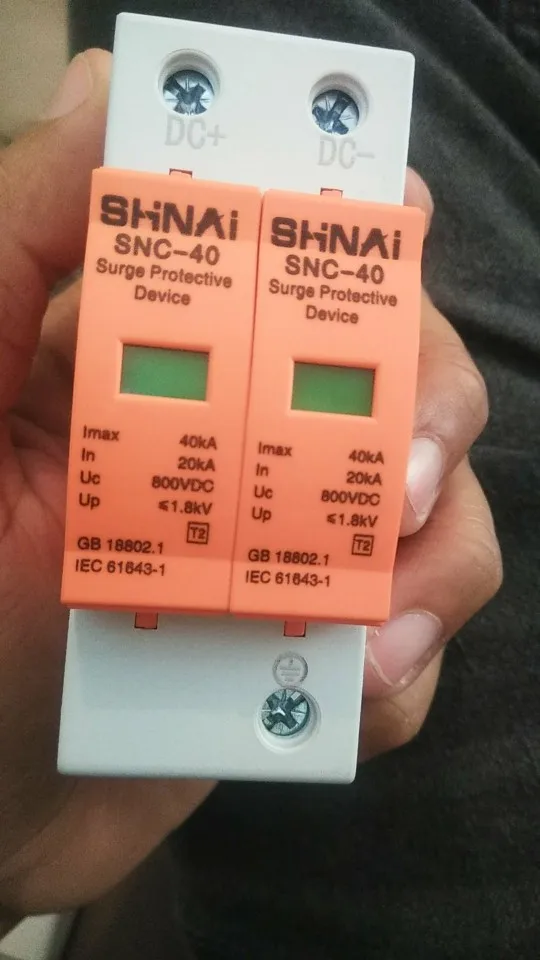 DC+
DC-
SHiNAi
SNC-40
Surge Protective
Device
Imax 40kA
In 20kA
Uc 800VDC
Up ≤1.8kV
T2
GB 18802.1
IEC 61643-1
SHiNAi
SNC-40
Surge Protective
Device
Imax 40kA
In 20kA
Uc 800VDC
Up ≤1.8kV
T2
GB 18802.1
IEC 61643-1